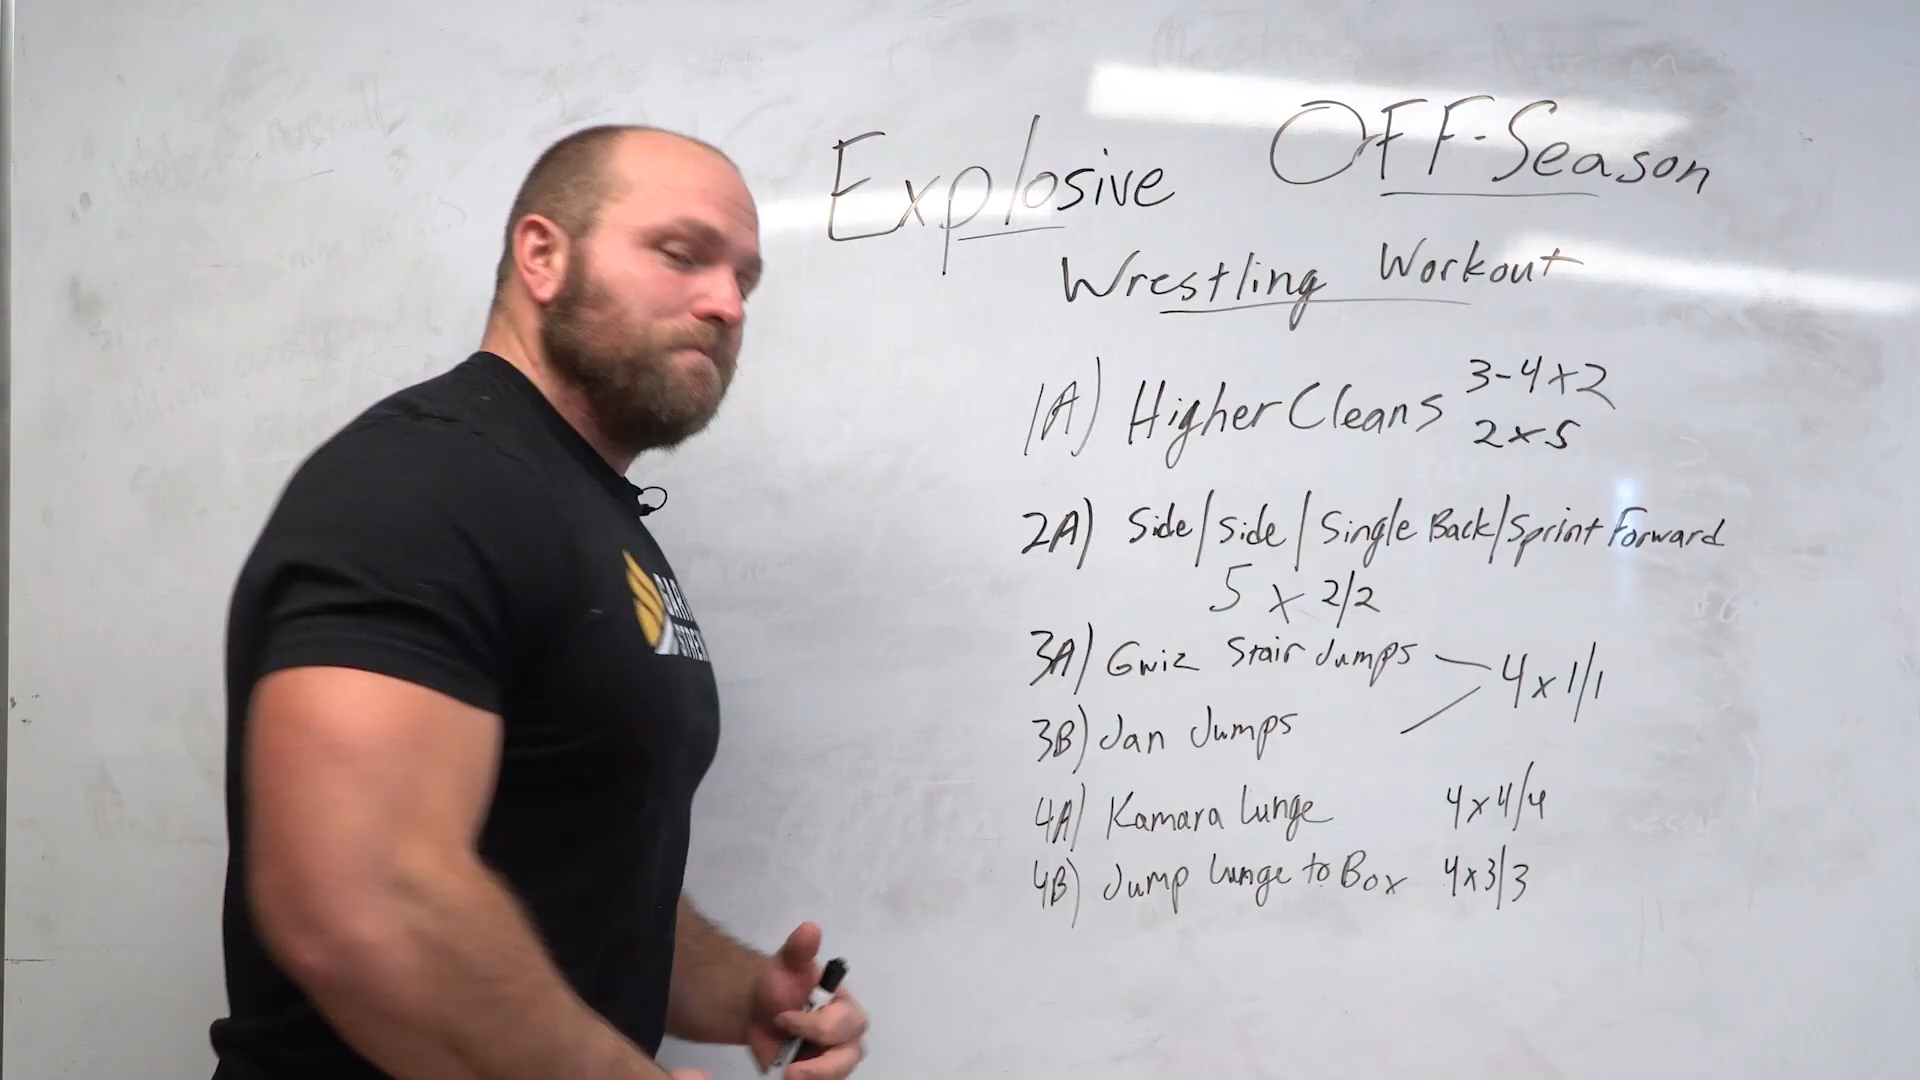 Explosive OFF-Season
Wrestling Workout
1A) Higher Cleans 3-4x2
2x5
2A) Side/Side/Single Back/Sprint Forward
5 x 2/2
3A) Gwiz Stair Jumps
4x1/1
3B) Jan Jumps
4A) Kamara Lunge 4x4/4
4B) Jump Lunge to Box 4x3/3